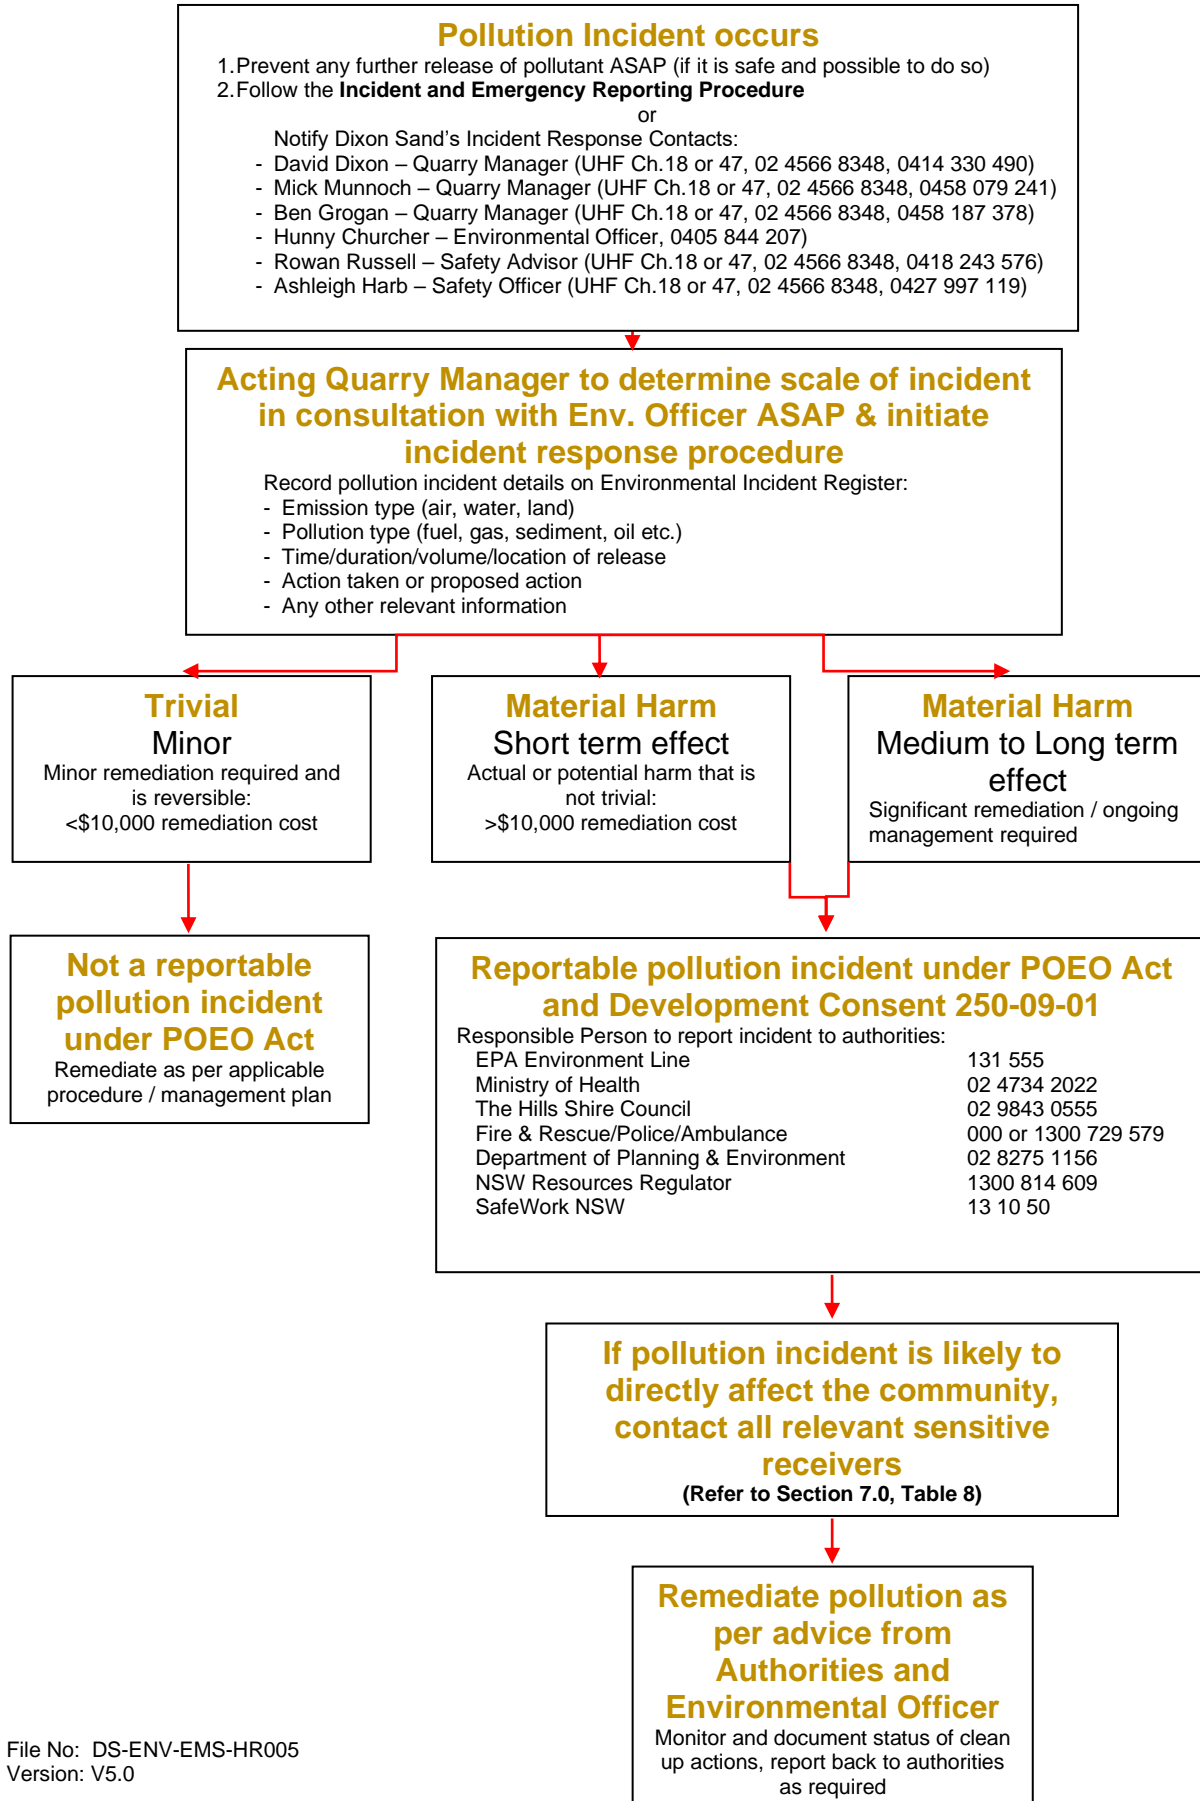 Pollution Incident occurs
1.Prevent any further release of pollutant ASAP (if it is safe and possible to do so)
2.Follow the Incident and Emergency Reporting Procedure
or
Notify Dixon Sand's Incident Response Contacts:
- David Dixon – Quarry Manager (UHF Ch.18 or 47, 02 4566 8348, 0414 330 490)
- Mick Munnoch – Quarry Manager (UHF Ch.18 or 47, 02 4566 8348, 0458 079 241)
- Ben Grogan – Quarry Manager (UHF Ch.18 or 47, 02 4566 8348, 0458 187 378)
- Hunny Churcher – Environmental Officer, 0405 844 207)
- Rowan Russell – Safety Advisor (UHF Ch.18 or 47, 02 4566 8348, 0418 243 576)
- Ashleigh Harb – Safety Officer (UHF Ch.18 or 47, 02 4566 8348, 0427 997 119)
Acting Quarry Manager to determine scale of incident
in consultation with Env. Officer ASAP & initiate
incident response procedure
Record pollution incident details on Environmental Incident Register:
- Emission type (air, water, land)
- Pollution type (fuel, gas, sediment, oil etc.)
- Time/duration/volume/location of release
- Action taken or proposed action
- Any other relevant information
Trivial
Minor
Minor remediation required and
is reversible:
<$10,000 remediation cost
Material Harm
Short term effect
Actual or potential harm that is
not trivial:
>$10,000 remediation cost
Material Harm
Medium to Long term
effect
Significant remediation / ongoing
management required
Not a reportable
pollution incident
under POEO Act
Remediate as per applicable
procedure / management plan
Reportable pollution incident under POEO Act
and Development Consent 250-09-01
Responsible Person to report incident to authorities:
EPA Environment Line 131 555
Ministry of Health 02 4734 2022
The Hills Shire Council 02 9843 0555
Fire & Rescue/Police/Ambulance 000 or 1300 729 579
Department of Planning & Environment 02 8275 1156
NSW Resources Regulator 1300 814 609
SafeWork NSW 13 10 50
If pollution incident is likely to
directly affect the community,
contact all relevant sensitive
receivers
(Refer to Section 7.0, Table 8)
Remediate pollution as
per advice from
Authorities and
Environmental Officer
Monitor and document status of clean
up actions, report back to authorities
as required
File No: DS-ENV-EMS-HR005
Version: V5.0